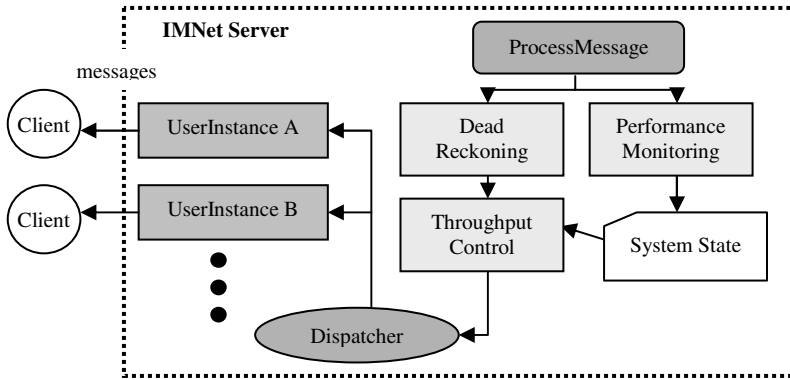 IMNet Server
ProcessMessage
messages
Client
UserInstance A
Dead
Reckoning
Performance
Monitoring
Client
UserInstance B
Throughput
Control
System State
Dispatcher